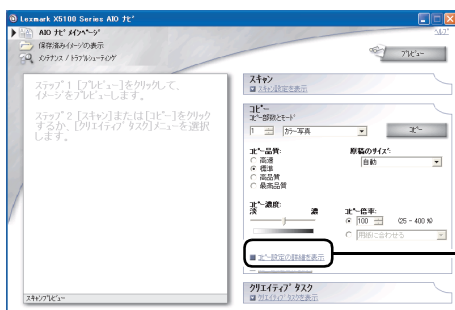 Lexmark X5100 Series AIO ナビ
AIO ナビ メインページ
ヘルプ
保存済みイメージの表示
メンテナンス / トラブルシューティング
プレビュー
ステップ 1 [プレビュー]をクリックして、
イメージをプレビューします。
ステップ 2 [スキャン]または[コピー]をクリック
するか、[クリエイティブ タスク]メニューを選択
します。
スキャン
スキャン設定を表示
コピー
コピー部数とモード
1 カラー写真 コピー
コピー品質: 原稿のサイズ:
高速 自動
標準
高品質
最高品質
コピー濃度:
淡 濃 コピー倍率:
100 (25 - 400 %)
用紙に合わせる
コピー設定の詳細を表示
クリエイティブ タスク
クリエイティブ タスクを表示
スキャンプレビュー